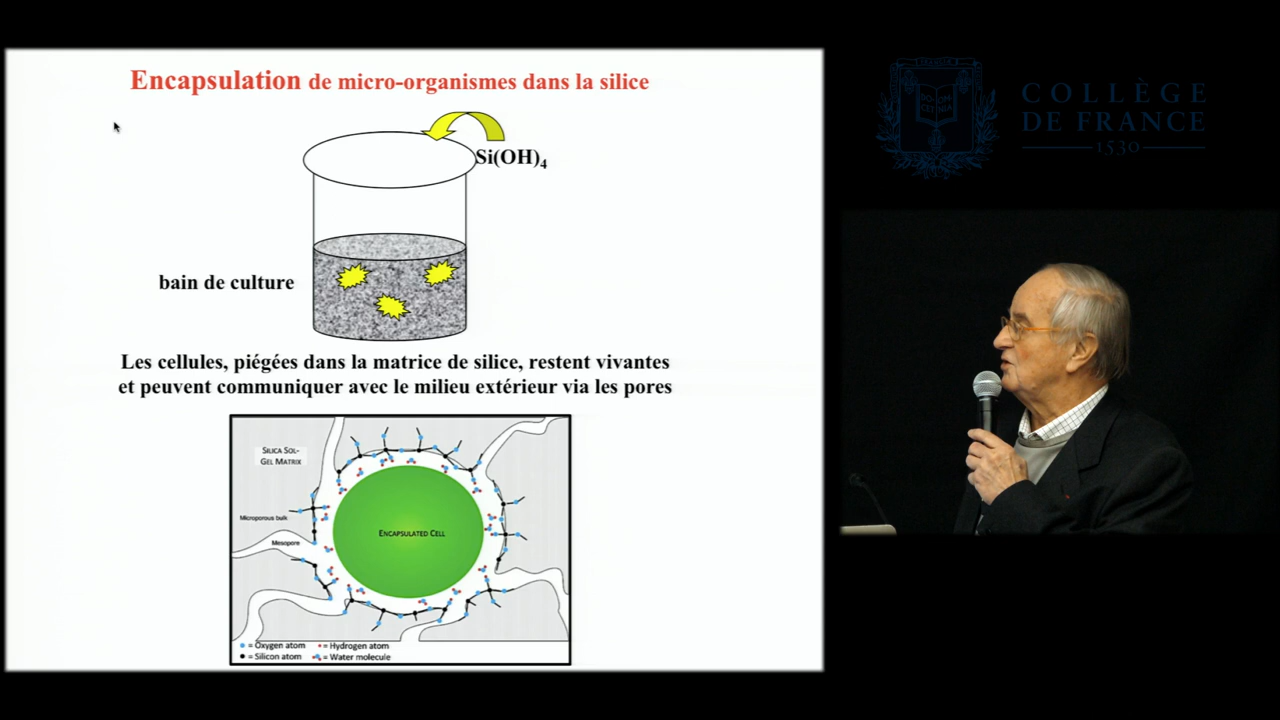 Encapsulation de micro-organismes dans la silice
Si(OH)4
bain de culture
Les cellules, piégées dans la matrice de silice, restent vivantes
et peuvent communiquer avec le milieu extérieur via les pores
SILICA SOL-
GEL MATRIX
Microporous bulk
Mesopore
ENCAPSULATED CELL
= Oxygen atom
= Hydrogen atom
= Silicon atom
= Water molecule
COLLÈGE
DE FRANCE
1530